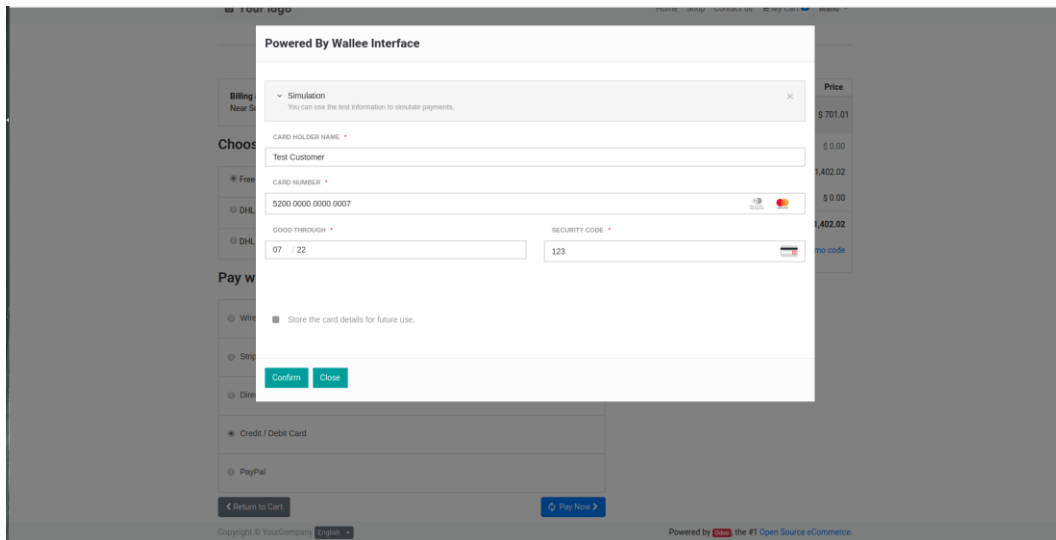 Your logo
Home Shop Contact us My Cart
Powered By Wallee Interface
Billing
Near
Price
Simulation
You can use the test information to simulate payments.
$ 701.01
CARD HOLDER NAME *
Choos
$ 0.00
Test Customer
Free
1,402.02
CARD NUMBER *
5200 0000 0000 0007
$ 0.00
DHL
GOOD THROUGH *
SECURITY CODE *
1,402.02
07 / 22
123
DHL
mo code
Pay w
Wire
Store the card details for future use.
Strip
Confirm
Close
Dire
Credit / Debit Card
PayPal
Return to Cart
Pay Now
Copyright © YourCompany English
Powered by Odoo, the #1 Open Source eCommerce.